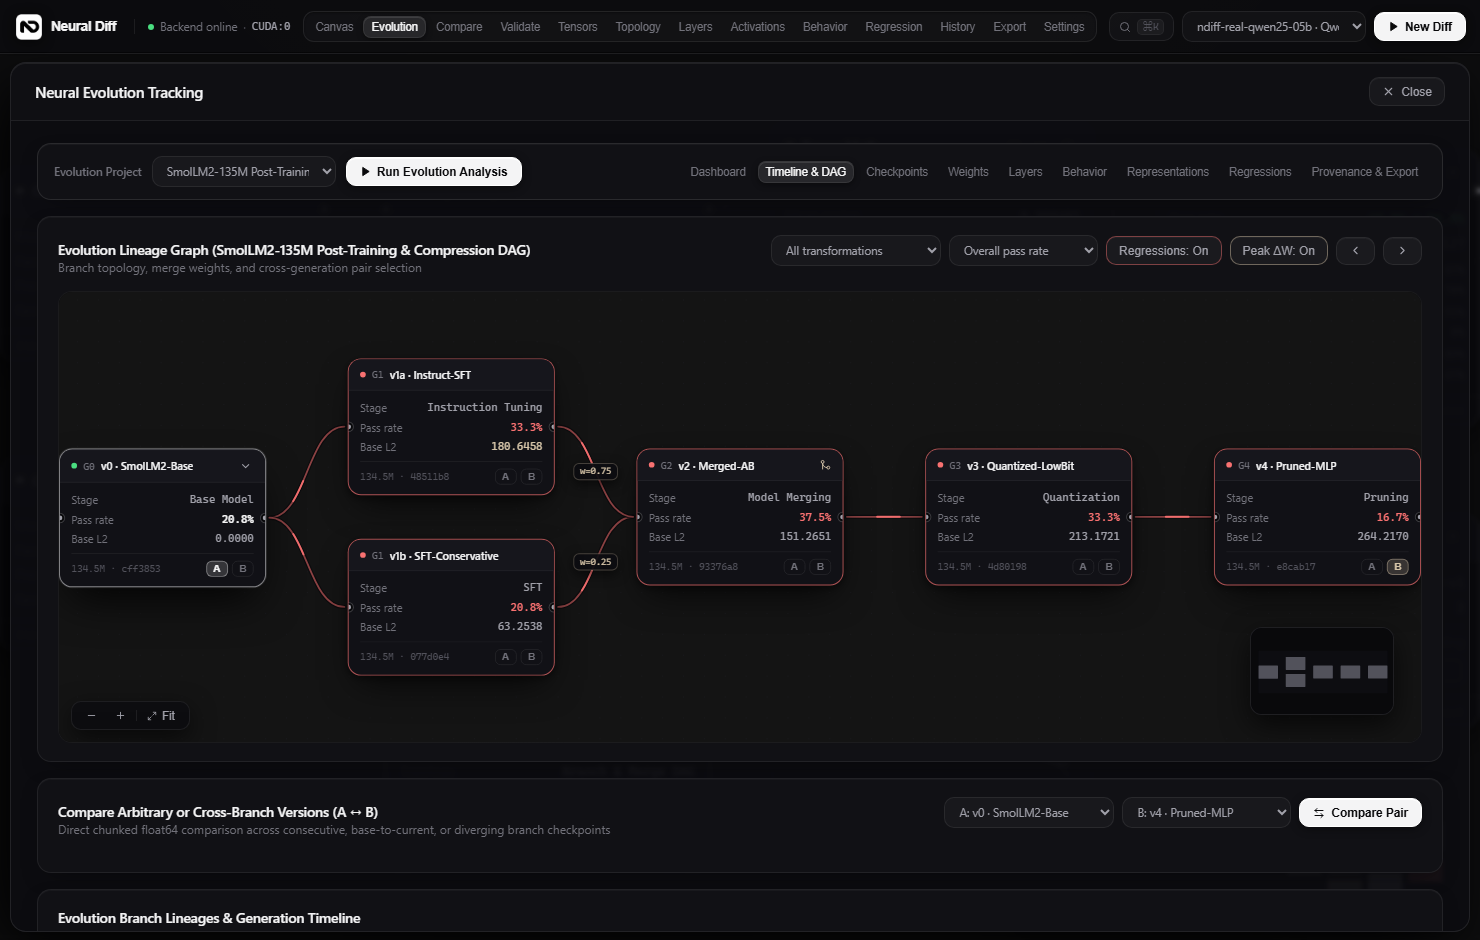 Neural Diff
Backend online · CUDA:0
Canvas Evolution Compare Validate Tensors Topology Layers Activations Behavior Regression History Export Settings
⌘K
ndiff-real-qwen25-05b · Qw
New Diff
Neural Evolution Tracking
Close
Evolution Project
SmolLM2-135M Post-Trainin
Run Evolution Analysis
Dashboard Timeline & DAG Checkpoints Weights Layers Behavior Representations Regressions Provenance & Export
Evolution Lineage Graph (SmolLM2-135M Post-Training & Compression DAG)
Branch topology, merge weights, and cross-generation pair selection
All transformations
Overall pass rate
Regressions: On
Peak ΔW: On
G0 v0 · SmolLM2-Base
Stage Base Model
Pass rate 20.8%
Base L2 0.0000
134.5M · cff3853 A B
G1 v1a · Instruct-SFT
Stage Instruction Tuning
Pass rate 33.3%
Base L2 180.6458
134.5M · 48511b8 A B
G1 v1b · SFT-Conservative
Stage SFT
Pass rate 20.8%
Base L2 63.2538
134.5M · 077d0e4 A B
w=0.75
w=0.25
G2 v2 · Merged-AB
Stage Model Merging
Pass rate 37.5%
Base L2 151.2651
134.5M · 93376a8 A B
G3 v3 · Quantized-LowBit
Stage Quantization
Pass rate 33.3%
Base L2 213.1721
134.5M · 4d80198 A B
G4 v4 · Pruned-MLP
Stage Pruning
Pass rate 16.7%
Base L2 264.2170
134.5M · e8cab17 A B
− + Fit
Compare Arbitrary or Cross-Branch Versions (A ↔ B)
Direct chunked float64 comparison across consecutive, base-to-current, or diverging branch checkpoints
A: v0 · SmolLM2-Base
B: v4 · Pruned-MLP
Compare Pair
Evolution Branch Lineages & Generation Timeline